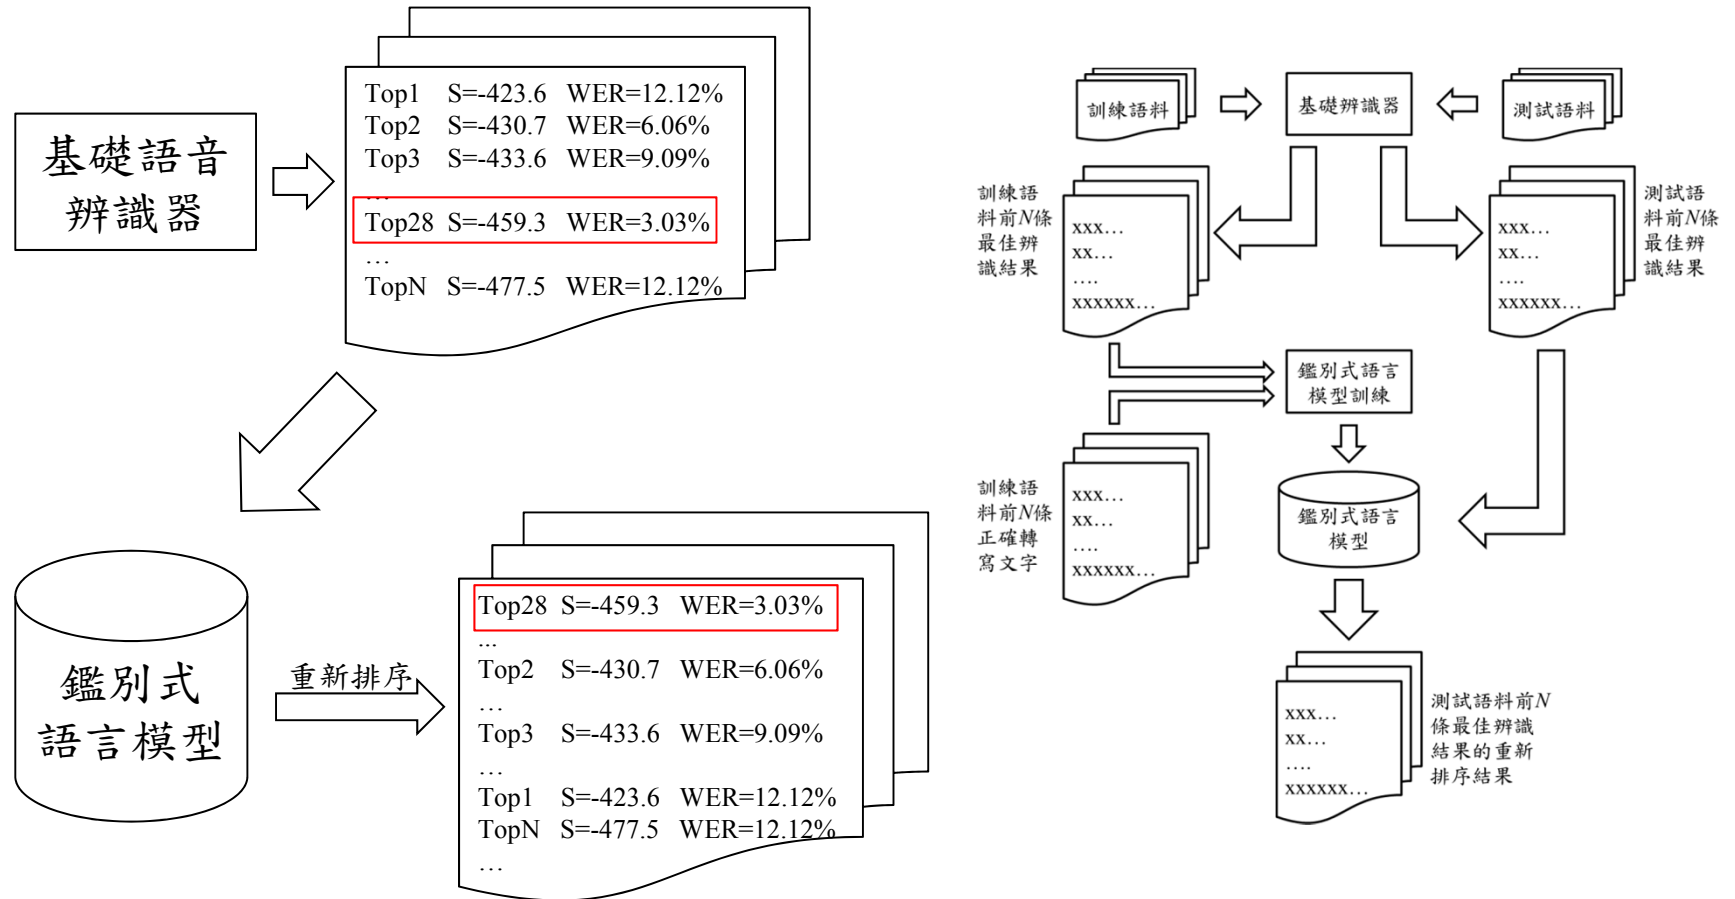 基礎語音
辨識器
Top1 S=-423.6 WER=12.12%
Top2 S=-430.7 WER=6.06%
Top3 S=-433.6 WER=9.09%
…
Top28 S=-459.3 WER=3.03%
…
TopN S=-477.5 WER=12.12%
鑑別式
語言模型
重新排序
Top28 S=-459.3 WER=3.03%
...
Top2 S=-430.7 WER=6.06%
…
Top3 S=-433.6 WER=9.09%
…
Top1 S=-423.6 WER=12.12%
TopN S=-477.5 WER=12.12%
…
訓練語料
基礎辨識器
測試語料
訓練語
料前N條
最佳辨
識結果
xxx…
xx…
….
xxxxxx…
xxx…
xx…
….
xxxxxx…
測試語
料前N條
最佳辨
識結果
鑑別式語言
模型訓練
訓練語
料前N條
正確轉
寫文字
xxx…
xx…
….
xxxxxx…
鑑別式語言
模型
xxx…
xx…
….
xxxxxx…
測試語料前N
條最佳辨識
結果的重新
排序結果